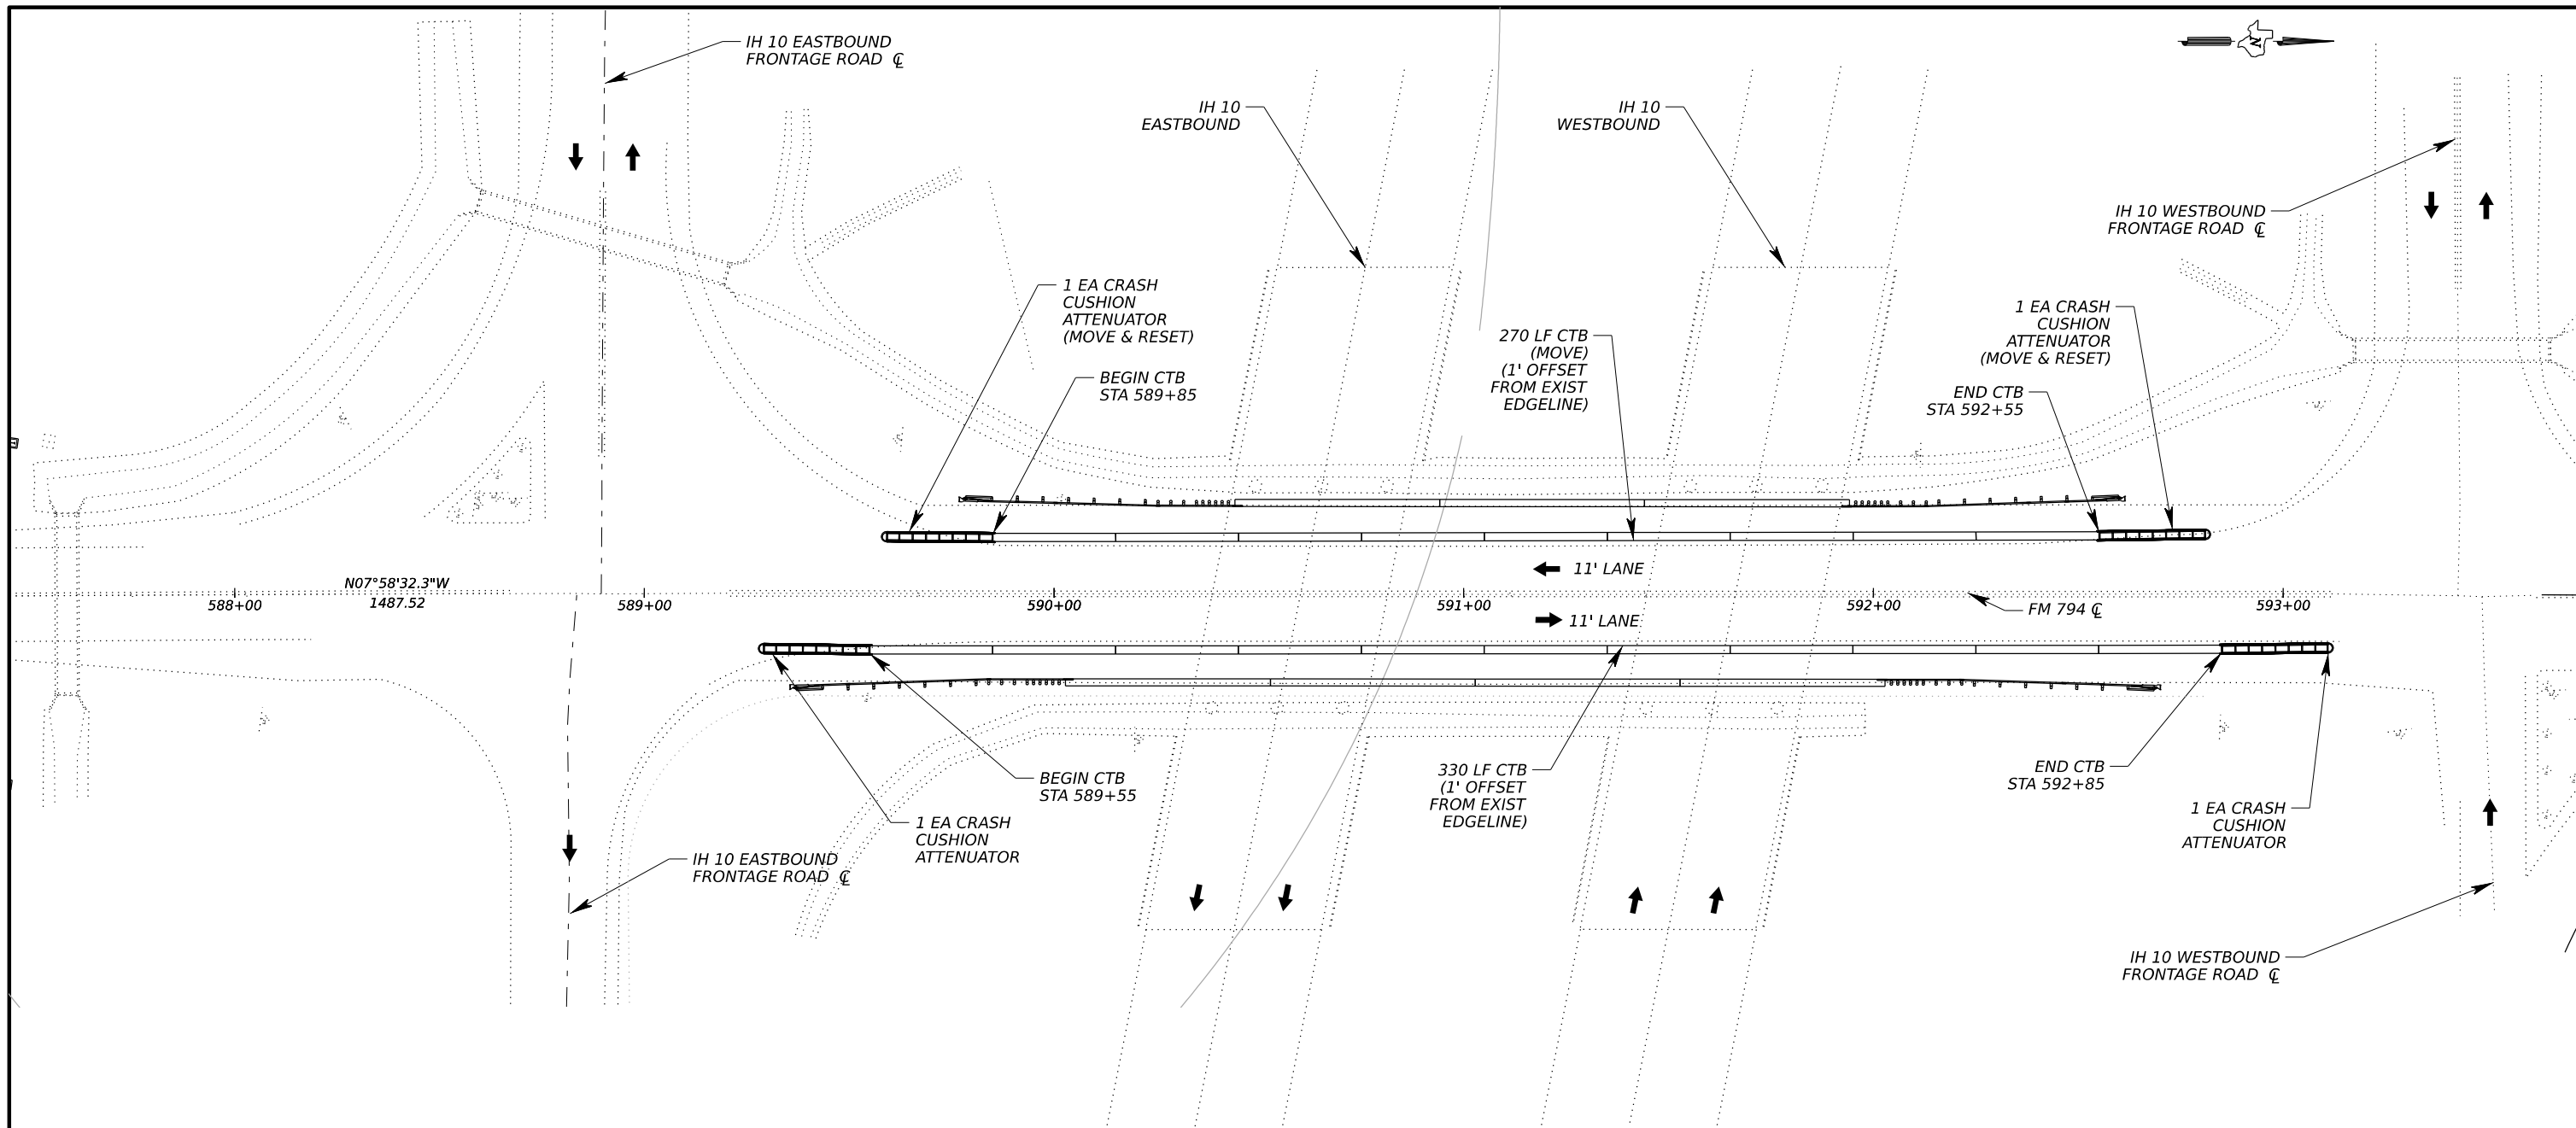 IH 10 EASTBOUND
FRONTAGE ROAD ℄
N
IH 10
EASTBOUND
IH 10
WESTBOUND
IH 10 WESTBOUND
FRONTAGE ROAD ℄
1 EA CRASH
CUSHION
ATTENUATOR
(MOVE & RESET)
BEGIN CTB
STA 589+85
270 LF CTB
(MOVE)
(1' OFFSET
FROM EXIST
EDGELINE)
1 EA CRASH
CUSHION
ATTENUATOR
(MOVE & RESET)
END CTB
STA 592+55
11' LANE
N07°58'32.3"W
1487.52
588+00
589+00
590+00
591+00
592+00
593+00
FM 794 ℄
11' LANE
BEGIN CTB
STA 589+55
1 EA CRASH
CUSHION
ATTENUATOR
IH 10 EASTBOUND
FRONTAGE ROAD ℄
330 LF CTB
(1' OFFSET
FROM EXIST
EDGELINE)
END CTB
STA 592+85
1 EA CRASH
CUSHION
ATTENUATOR
IH 10 WESTBOUND
FRONTAGE ROAD ℄